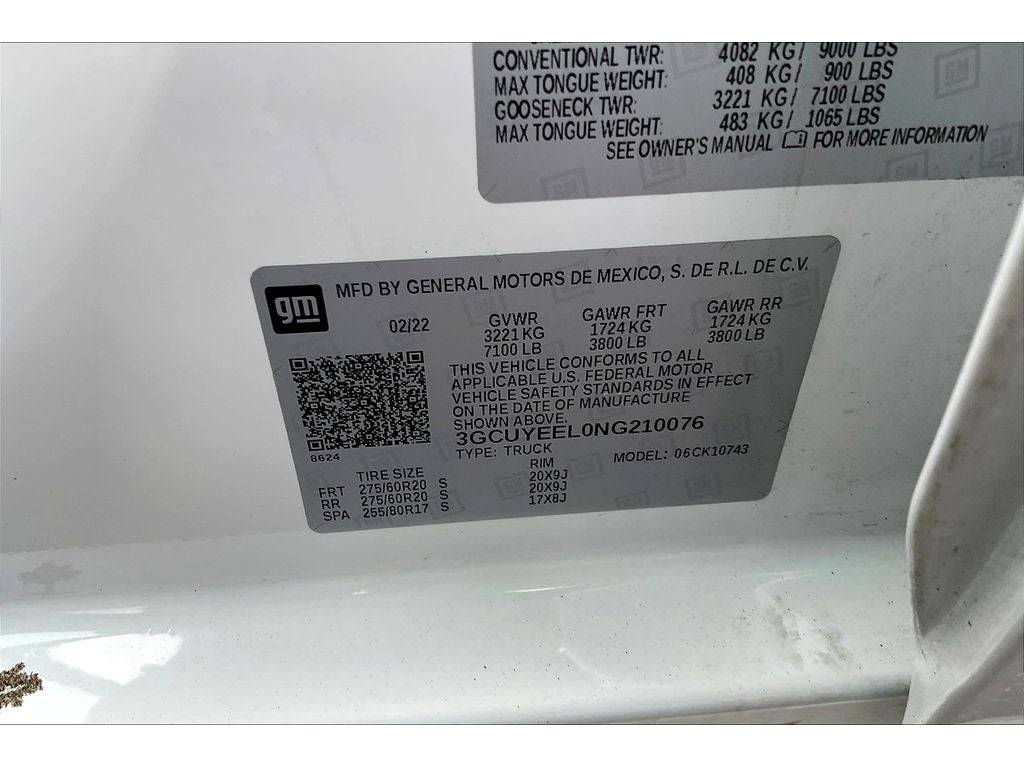 CONVENTIONAL TWR: 4082 KG/ 9000 LBS
MAX TONGUE WEIGHT: 408 KG/ 900 LBS
GOOSENECK TWR: 3221 KG/ 7100 LBS
MAX TONGUE WEIGHT: 483 KG/ 1065 LBS
SEE OWNER'S MANUAL FOR MORE INFORMATION
gm
MFD BY GENERAL MOTORS DE MEXICO, S. DE R.L. DE C.V.
02/22
GVWR GAWR FRT GAWR RR
3221 KG 1724 KG 1724 KG
7100 LB 3800 LB 3800 LB
THIS VEHICLE CONFORMS TO ALL
APPLICABLE U.S. FEDERAL MOTOR
VEHICLE SAFETY STANDARDS IN EFFECT
ON THE DATE OF MANUFACTURE
SHOWN ABOVE.
3GCUYEEL0NG210076
TYPE: TRUCK MODEL: 06CK10743
8624
TIRE SIZE RIM
FRT 275/60R20 S 20X9J
RR 275/60R20 S 20X9J
SPA 255/80R17 S 17X8J